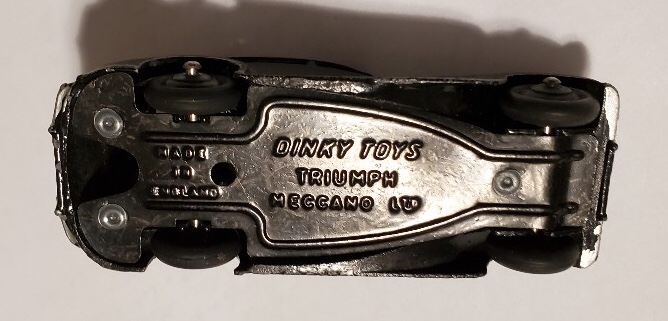 MADE
IN
ENGLAND
DINKY TOYS
TRIUMPH
MECCANO LTD